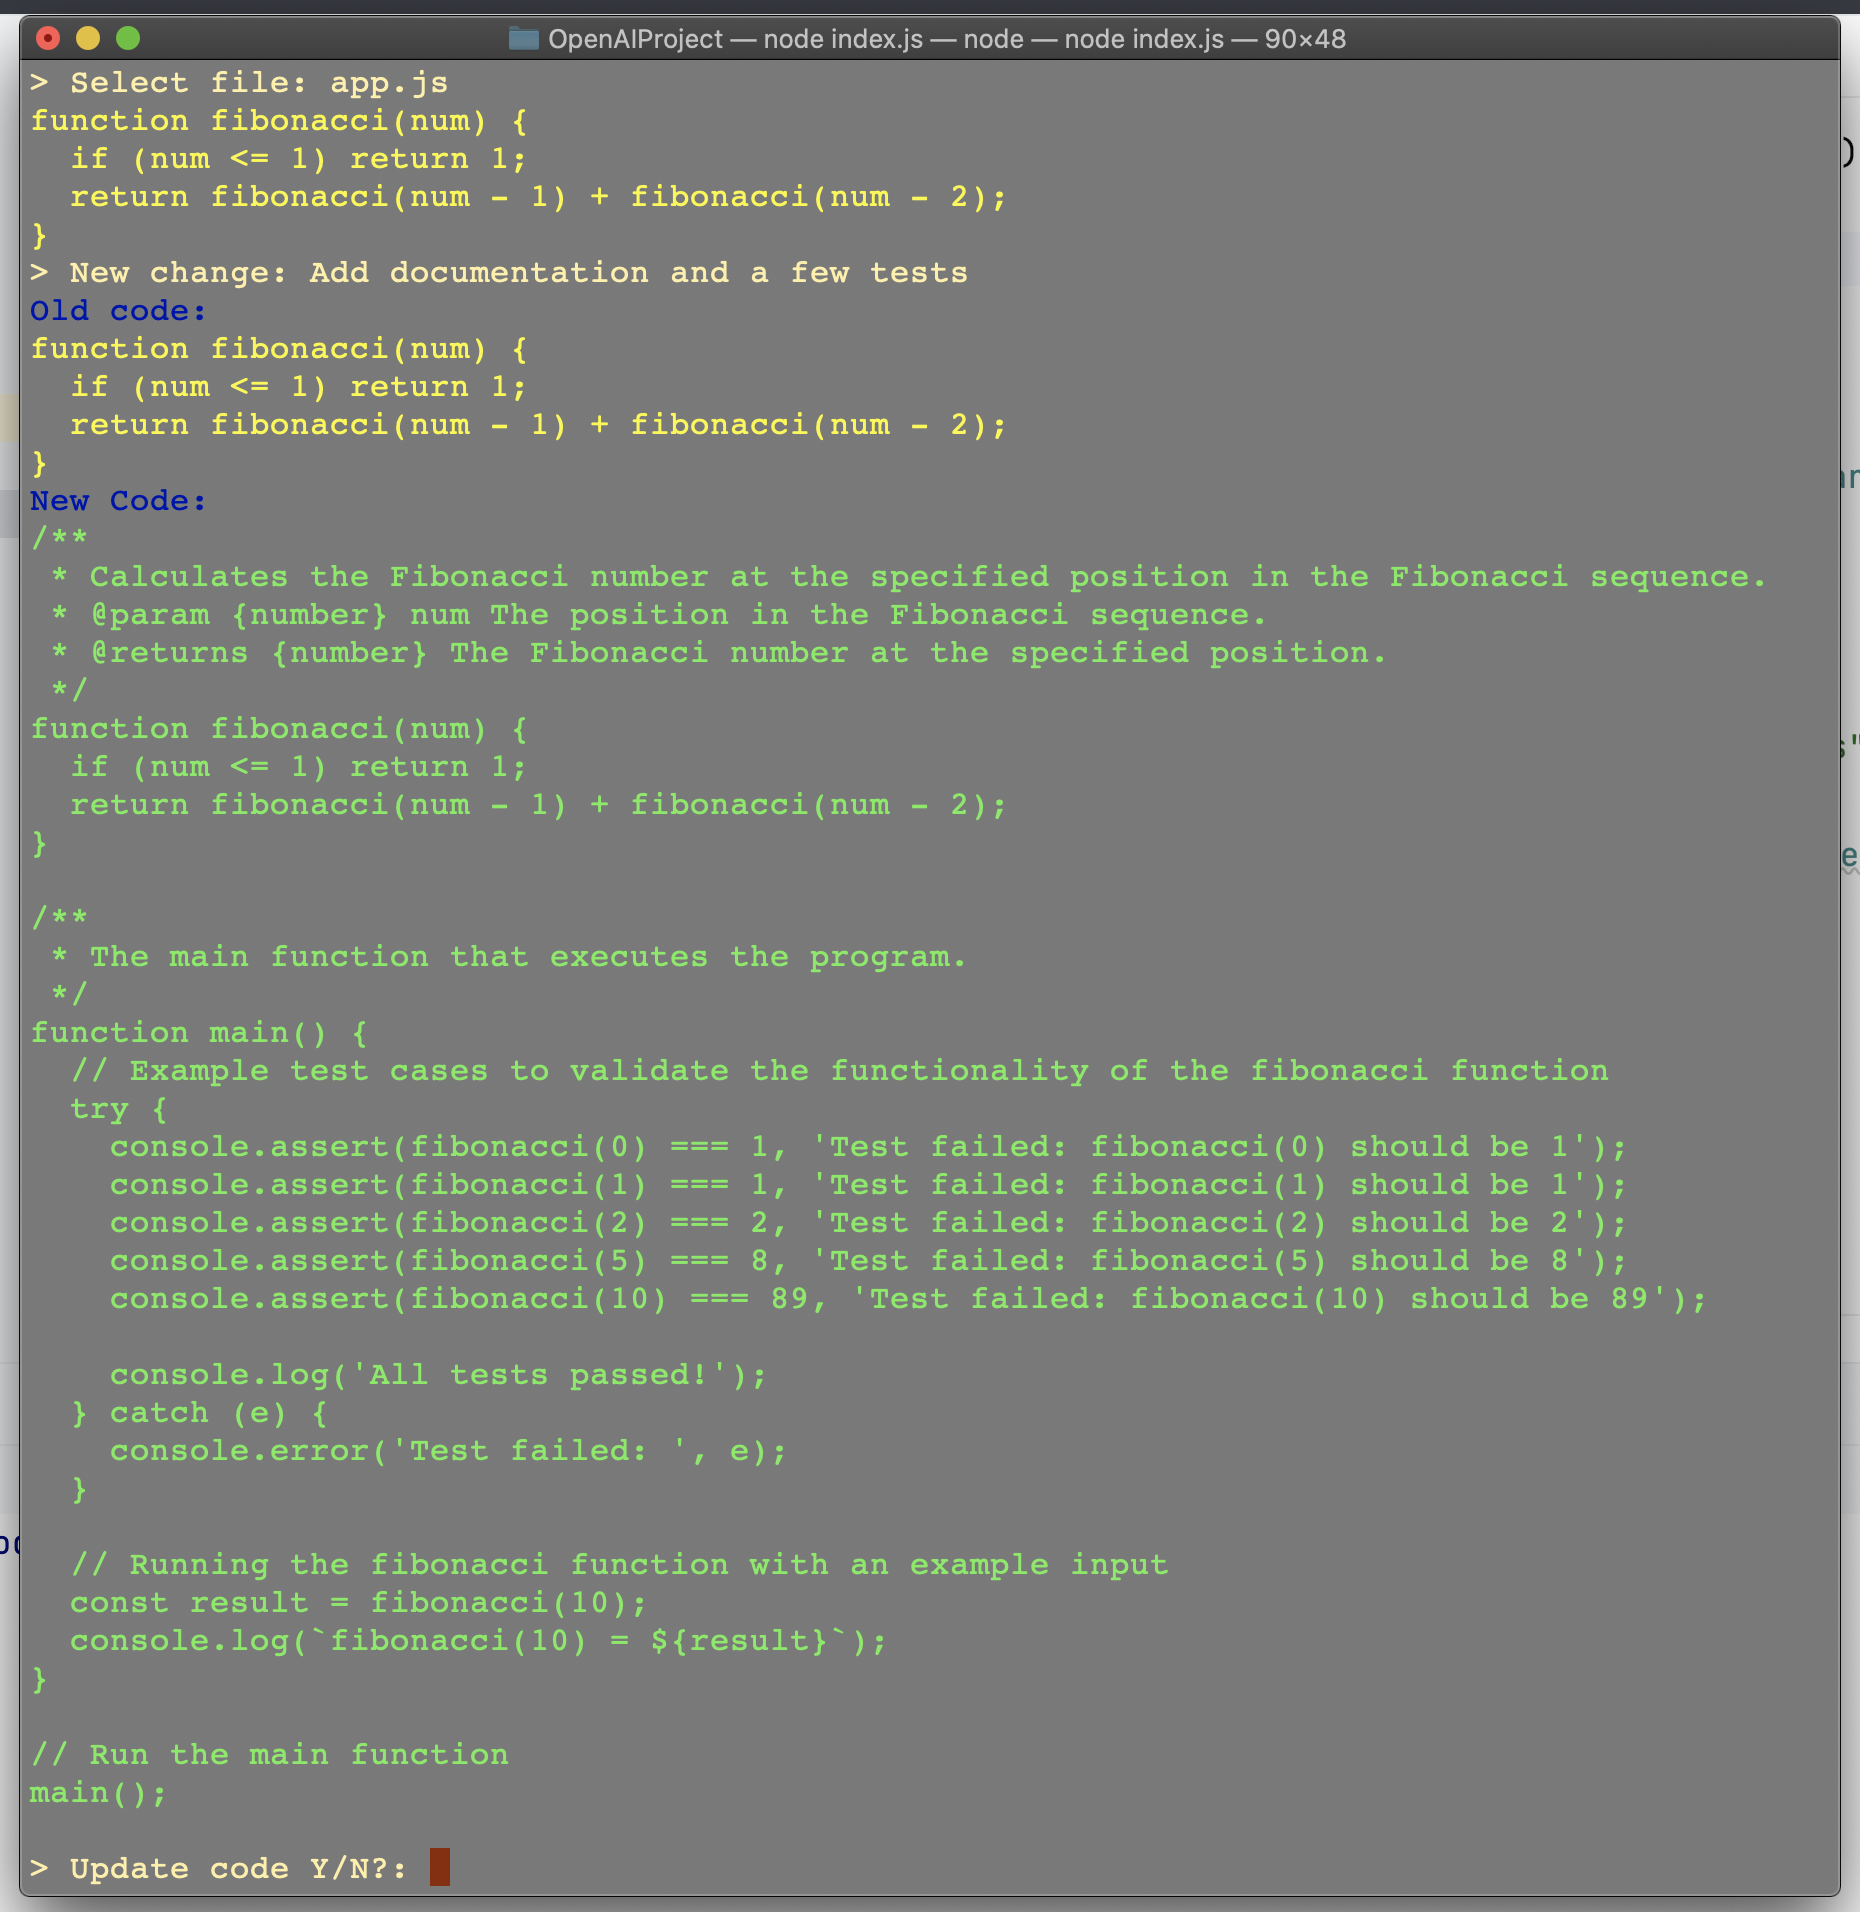 OpenAIProject — node index.js — node — node index.js — 90×48
> Select file: app.js
function fibonacci(num) {
  if (num <= 1) return 1;
  return fibonacci(num - 1) + fibonacci(num - 2);
}
> New change: Add documentation and a few tests
Old code:
function fibonacci(num) {
  if (num <= 1) return 1;
  return fibonacci(num - 1) + fibonacci(num - 2);
}
New Code:
/**
 * Calculates the Fibonacci number at the specified position in the Fibonacci sequence.
 * @param {number} num The position in the Fibonacci sequence.
 * @returns {number} The Fibonacci number at the specified position.
 */
function fibonacci(num) {
  if (num <= 1) return 1;
  return fibonacci(num - 1) + fibonacci(num - 2);
}

/**
 * The main function that executes the program.
 */
function main() {
  // Example test cases to validate the functionality of the fibonacci function
  try {
    console.assert(fibonacci(0) === 1, 'Test failed: fibonacci(0) should be 1');
    console.assert(fibonacci(1) === 1, 'Test failed: fibonacci(1) should be 1');
    console.assert(fibonacci(2) === 2, 'Test failed: fibonacci(2) should be 2');
    console.assert(fibonacci(5) === 8, 'Test failed: fibonacci(5) should be 8');
    console.assert(fibonacci(10) === 89, 'Test failed: fibonacci(10) should be 89');

    console.log('All tests passed!');
  } catch (e) {
    console.error('Test failed: ', e);
  }

  // Running the fibonacci function with an example input
  const result = fibonacci(10);
  console.log(`fibonacci(10) = ${result}`);
}

// Run the main function
main();

> Update code Y/N?: